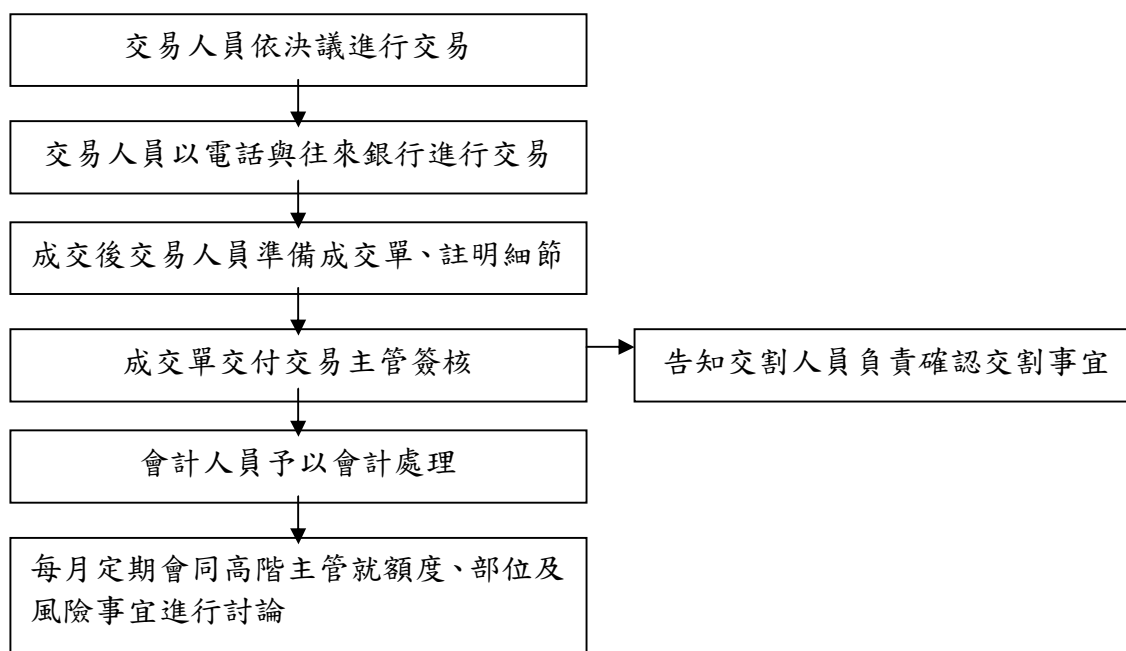 交易人員依決議進行交易
交易人員以電話與往來銀行進行交易
成交後交易人員準備成交單、註明細節
成交單交付交易主管簽核
告知交割人員負責確認交割事宜
會計人員予以會計處理
每月定期會同高階主管就額度、部位及
風險事宜進行討論